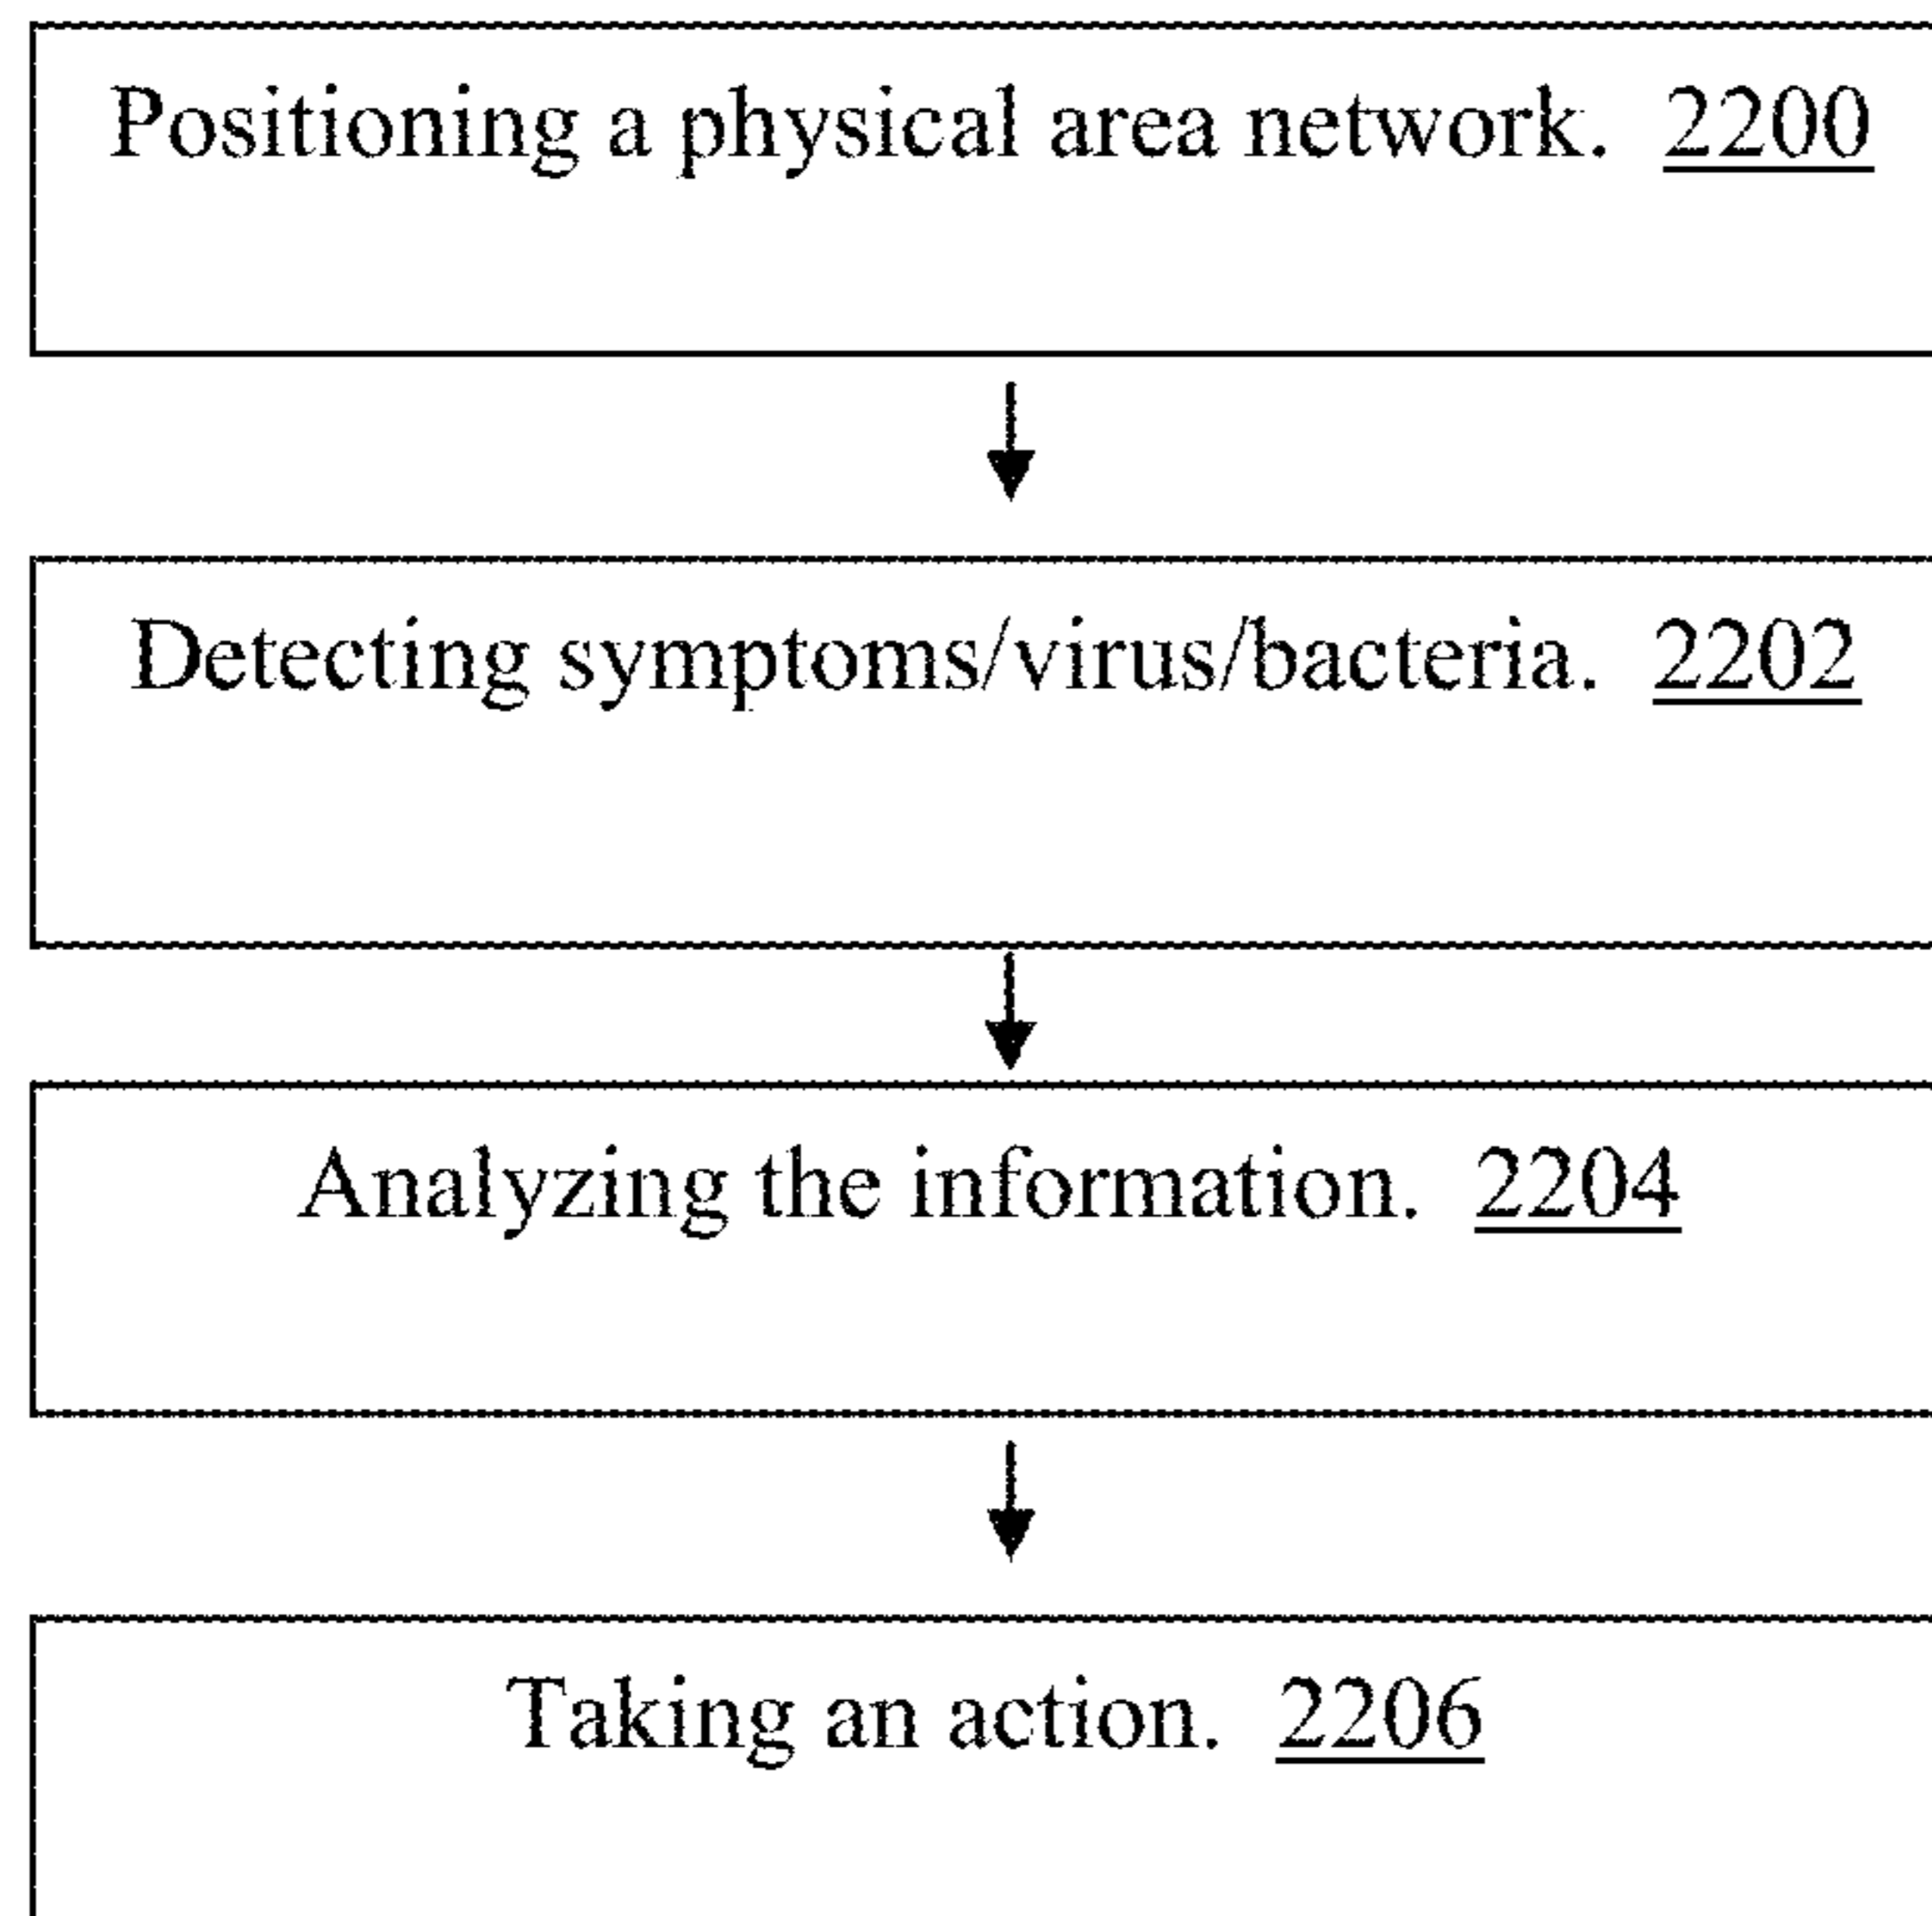 Positioning a physical area network. 2200
Detecting symptoms/virus/bacteria. 2202
Analyzing the information. 2204
Taking an action. 2206